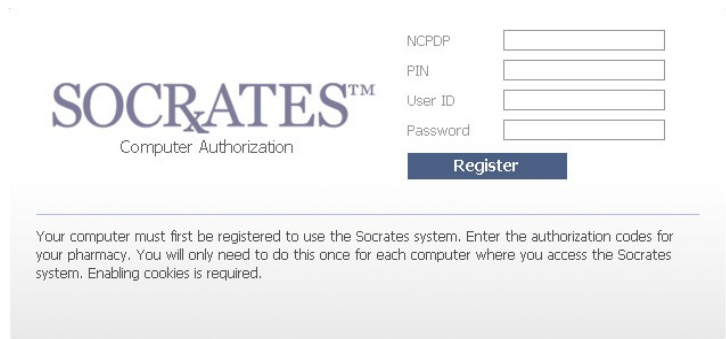 NCPDP
PIN
User ID
Password
Register
SOCRATES™
Computer Authorization
Your computer must first be registered to use the Socrates system. Enter the authorization codes for
your pharmacy. You will only need to do this once for each computer where you access the Socrates
system. Enabling cookies is required.